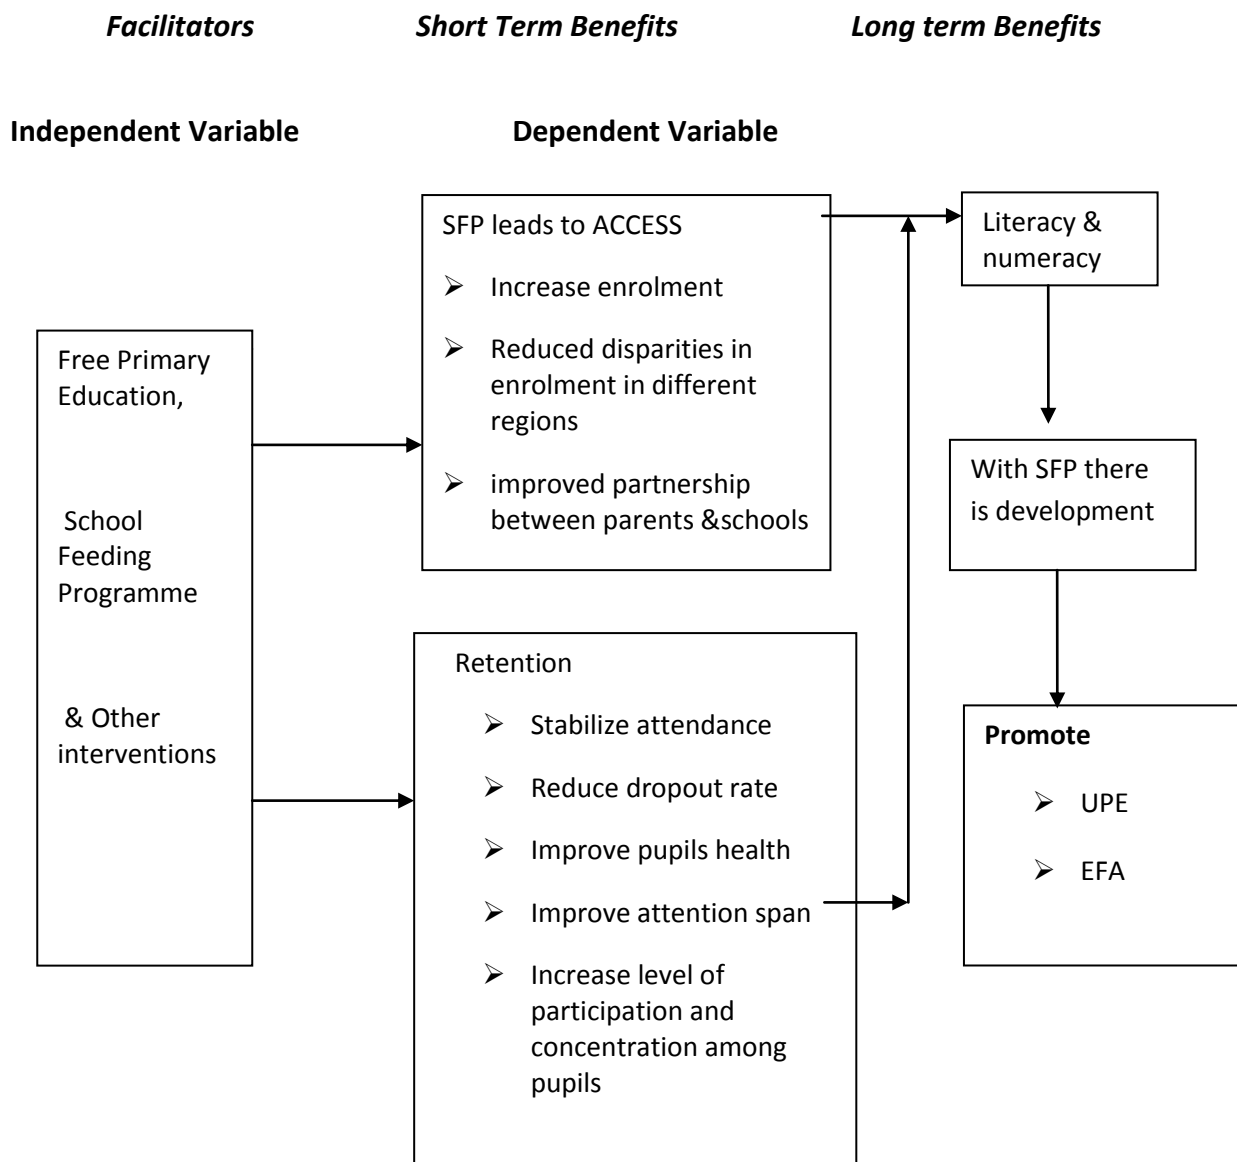 Facilitators Short Term Benefits Long term Benefits
Independent Variable Dependent Variable
Free Primary
Education,
School
Feeding
Programme
& Other
interventions
SFP leads to ACCESS
➢ Increase enrolment
➢ Reduced disparities in
enrolment in different
regions
➢ improved partnership
between parents &schools
Retention
➢ Stabilize attendance
➢ Reduce dropout rate
➢ Improve pupils health
➢ Improve attention span
➢ Increase level of
participation and
concentration among
pupils
Literacy &
numeracy
With SFP there
is development
Promote
➢ UPE
➢ EFA